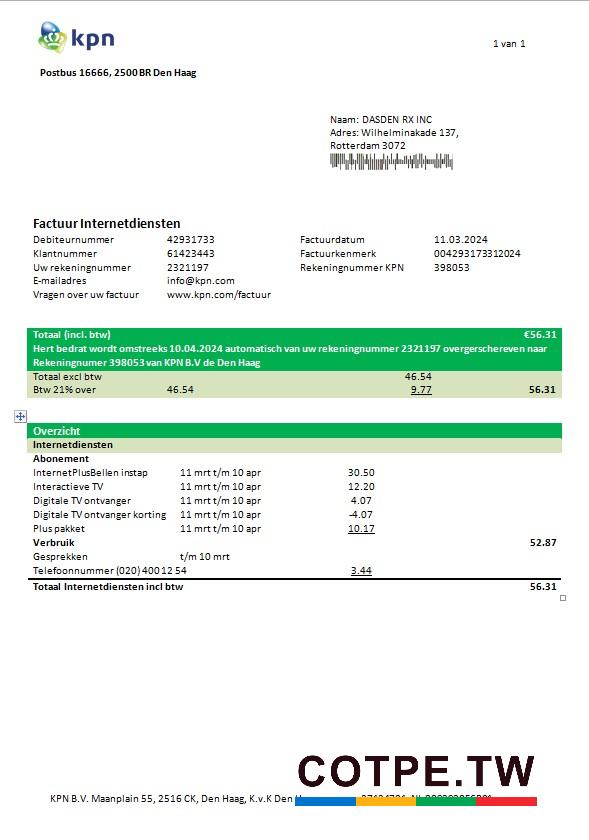 kpn
1 van 1
Postbus 16666, 2500 BR Den Haag
Naam: DASDEN RX INC
Adres: Wilhelminakade 137,
Rotterdam 3072
Factuur Internetdiensten
Debiteurnummer 42931733 Factuurdatum 11.03.2024
Klantnummer 61423443 Factuurkenmerk 004293173312024
Uw rekeningnummer 2321197 Rekeningnummer KPN 398053
E-mailadres info@kpn.com
Vragen over uw factuur www.kpn.com/factuur
Totaal (incl. btw) €56.31
Hert bedrat wordt omstreeks 10.04.2024 automatisch van uw rekeningnummer 2321197 overgerschereven naar
Rekeningnumer 398053 van KPN B.V de Den Haag
Totaal excl btw 46.54
Btw 21% over 46.54 9.77 56.31
Overzicht
Internetdiensten
Abonement
InternetPlusBellen instap 11 mrt t/m 10 apr 30.50
Interactieve TV 11 mrt t/m 10 apr 12.20
Digitale TV ontvanger 11 mrt t/m 10 apr 4.07
Digitale TV ontvanger korting 11 mrt t/m 10 apr -4.07
Plus pakket 11 mrt t/m 10 apr 10.17
Verbruik 52.87
Gesprekken t/m 10 mrt
Telefoonnummer (020) 400 12 54 3.44
Totaal Internetdiensten incl btw 56.31
COTPE.TW
KPN B.V. Maanplain 55, 2516 CK, Den Haag, K.v.K Den